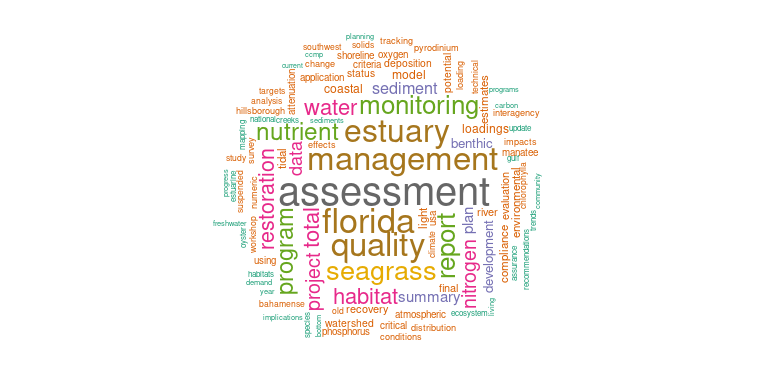 planning
southwest
solids
tracking
ccmp
shoreline
oxygen
pyrodinium
current
change
criteria
deposition
potential
application
status
model
loading
technical
attenuation
targets
coastal
sediment
estimates
programs
analysis
water
monitoring
carbon
hillsborough
interagency
national
creeks
sediments
nutrient
estuary
loadings
update
mapping
survey
effects
benthic
impacts
data
tidal
manatee
study
management
gulf
progress
estuarine
suspended
numeric
restoration
assessment
evaluation
environmental
chlorophylla
community
freshwater
oyster
workshop
program
total
florida
light
usa
river
plan
trends
quality
climate
report
compliance
using
project
seagrass
nitrogen
development
assurance
recommendations
habitats
demand
year
habitat
summary
final
living
bahamense
old
recovery
atmospheric
ecosystem
implications
species
bottom
watershed
critical
distribution
phosphorus
conditions